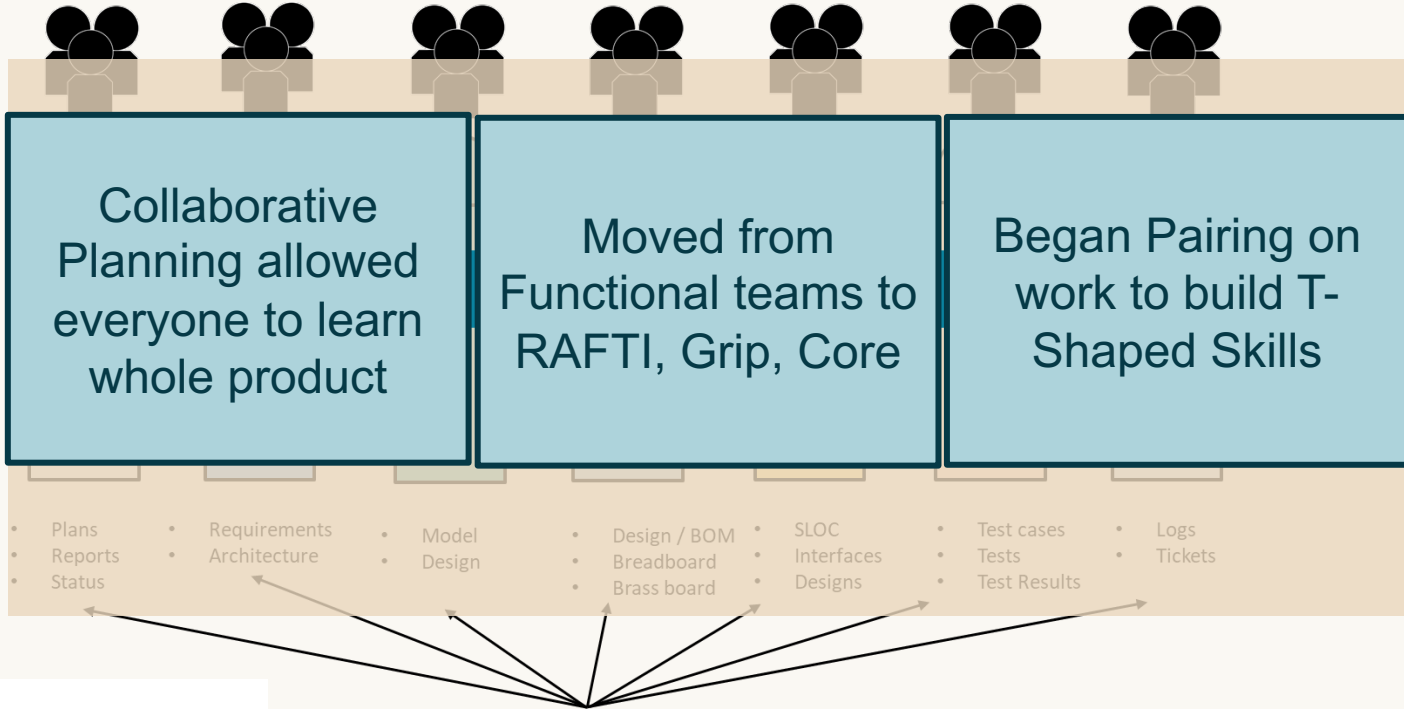 Collaborative
Planning allowed
everyone to learn
whole product
Moved from
Functional teams to
RAFTI, Grip, Core
Began Pairing on
work to build T-
Shaped Skills
• Plans
• Reports
• Status
• Requirements
• Architecture
• Model
• Design
• Design / BOM
• Breadboard
• Brass board
• SLOC
• Interfaces
• Designs
• Test cases
• Tests
• Test Results
• Logs
• Tickets